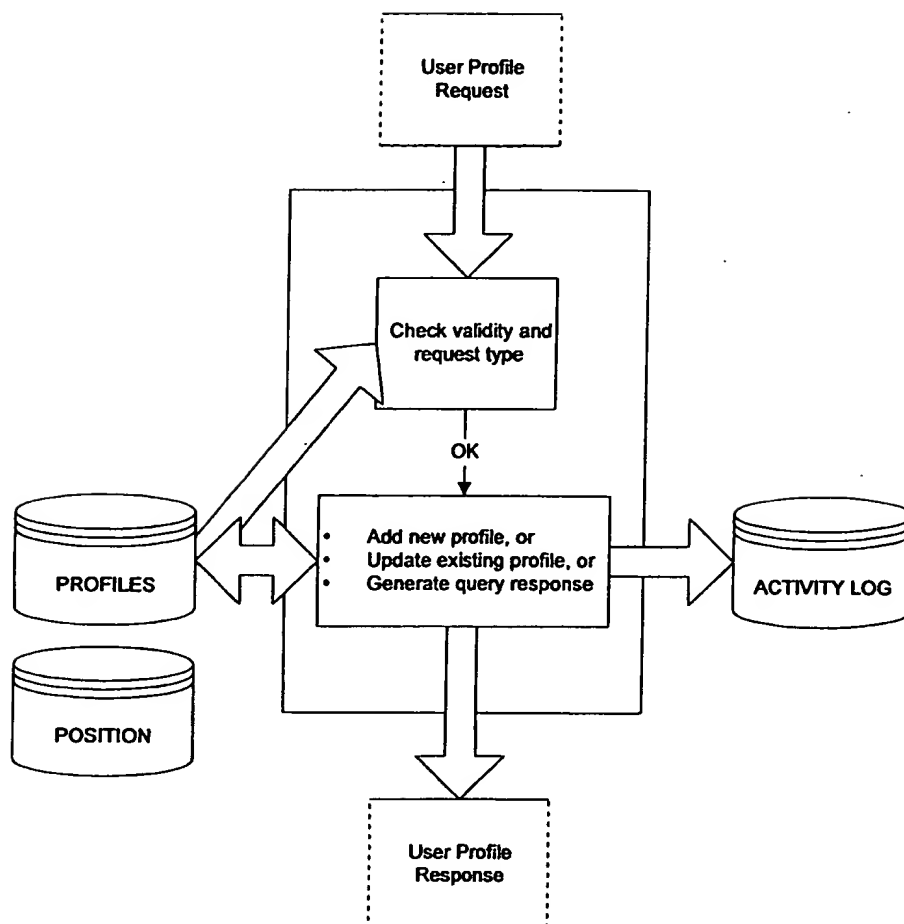 User Profile
Request
Check validity and
request type
OK
• Add new profile, or
• Update existing profile, or
• Generate query response
PROFILES
ACTIVITY LOG
POSITION
User Profile
Response